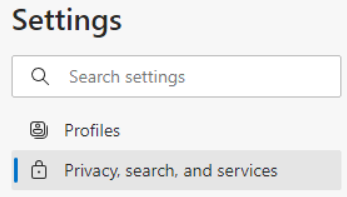 Settings
Search settings
Profiles
Privacy, search, and services